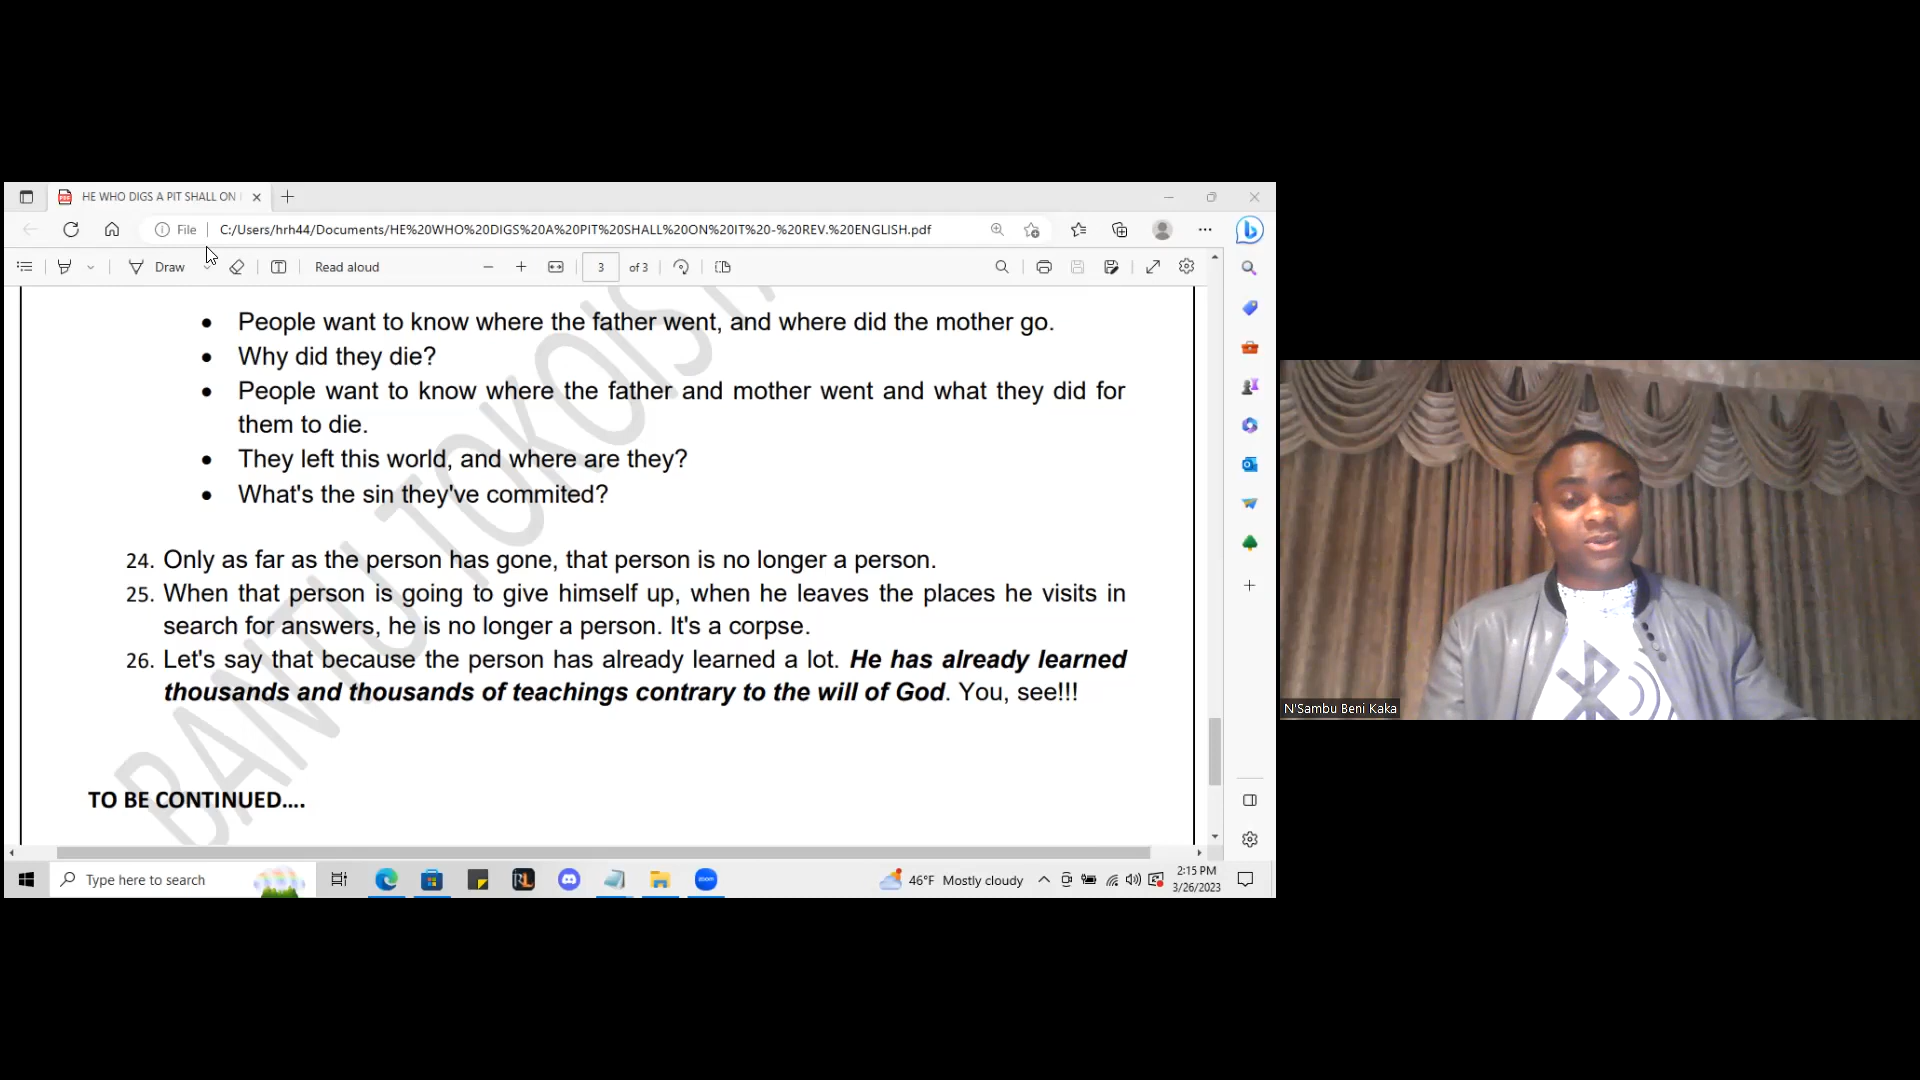 HE WHO DIGS A PIT SHALL ON
File
C:/Users/hrh44/Documents/HE%20WHO%20DIGS%20A%20PIT%20SHALL%20ON%20IT%20-%20REV.%20ENGLISH.pdf
Draw
Read aloud
3
of 3
People want to know where the father went, and where did the mother go.
Why did they die?
People want to know where the father and mother went and what they did for
them to die.
They left this world, and where are they?
What's the sin they've commited?
24. Only as far as the person has gone, that person is no longer a person.
25. When that person is going to give himself up, when he leaves the places he visits in
search for answers, he is no longer a person. It's a corpse.
26. Let's say that because the person has already learned a lot. He has already learned
thousands and thousands of teachings contrary to the will of God. You, see!!!
TO BE CONTINUED....
BANTU TOKOIST
Type here to search
zoom
46°F Mostly cloudy
2:15 PM
3/26/2023
N'Sambu Beni Kaka